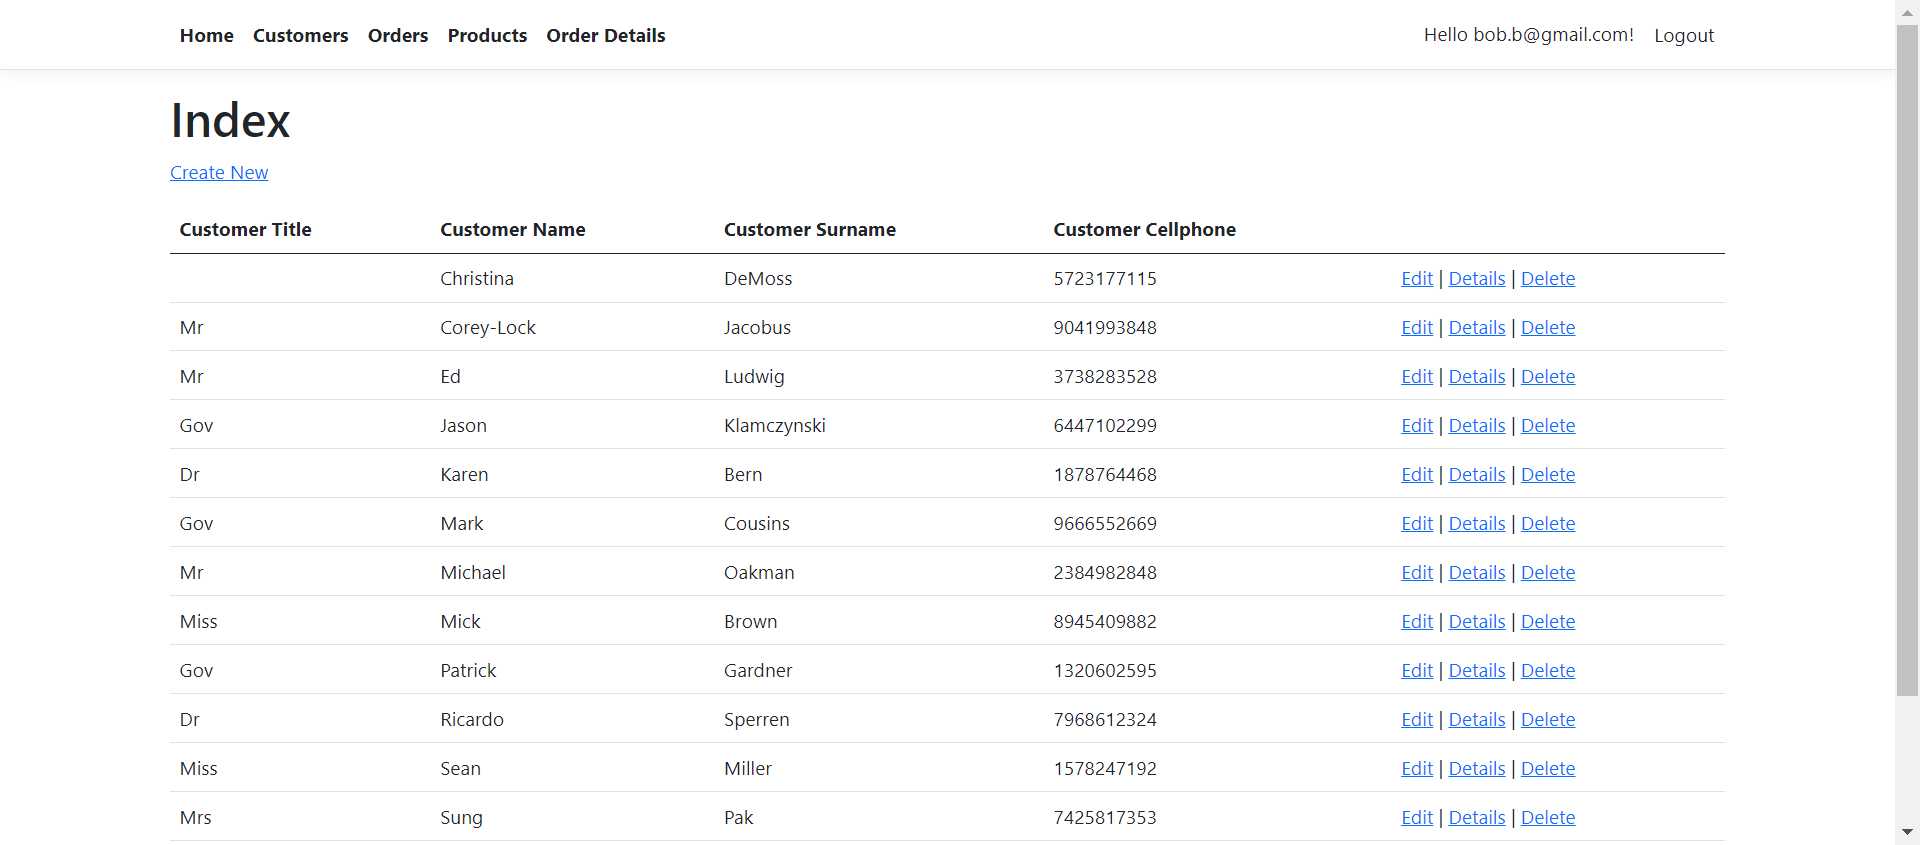 Home Customers Orders Products Order Details Hello bob.b@gmail.com! Logout
Index
Create New
Customer Title Customer Name Customer Surname Customer Cellphone
Christina DeMoss 5723177115 Edit | Details | Delete
Mr Corey-Lock Jacobus 9041993848 Edit | Details | Delete
Mr Ed Ludwig 3738283528 Edit | Details | Delete
Gov Jason Klamczynski 6447102299 Edit | Details | Delete
Dr Karen Bern 1878764468 Edit | Details | Delete
Gov Mark Cousins 9666552669 Edit | Details | Delete
Mr Michael Oakman 2384982848 Edit | Details | Delete
Miss Mick Brown 8945409882 Edit | Details | Delete
Gov Patrick Gardner 1320602595 Edit | Details | Delete
Dr Ricardo Sperren 7968612324 Edit | Details | Delete
Miss Sean Miller 1578247192 Edit | Details | Delete
Mrs Sung Pak 7425817353 Edit | Details | Delete